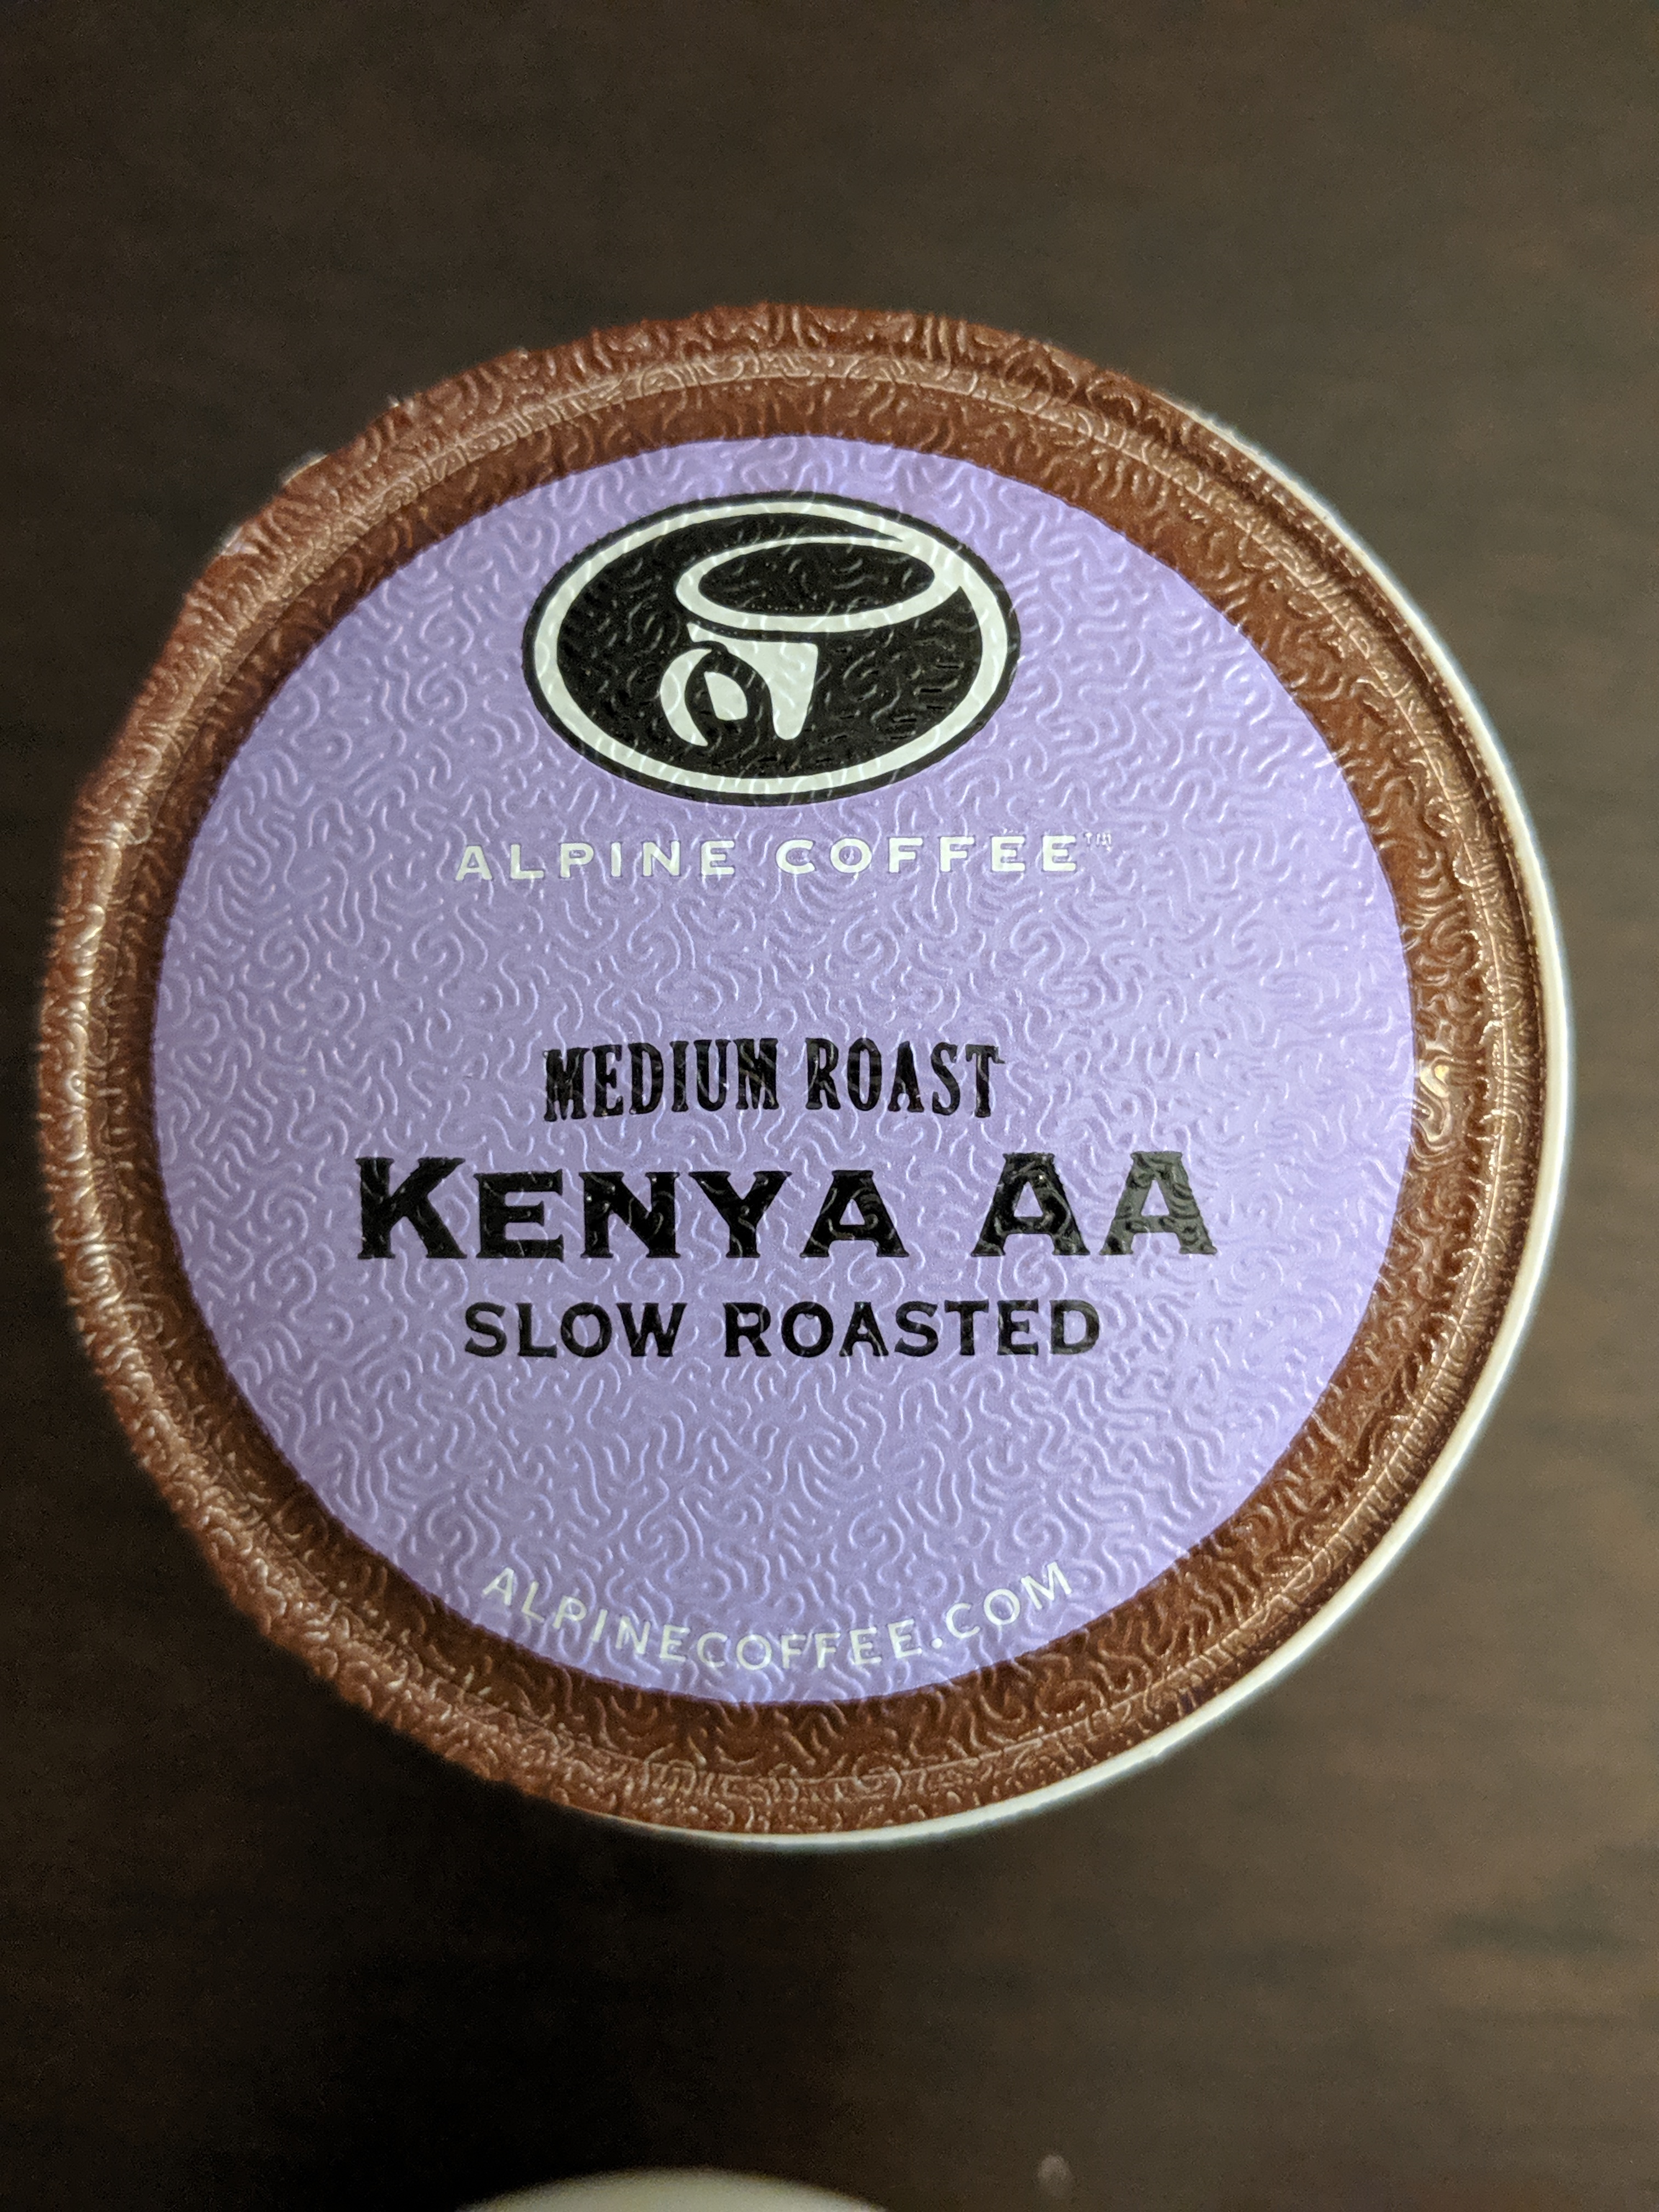 ALPINE COFFEE™
MEDIUM ROAST
KENYA AA
SLOW ROASTED
ALPINECOFFEE.COM